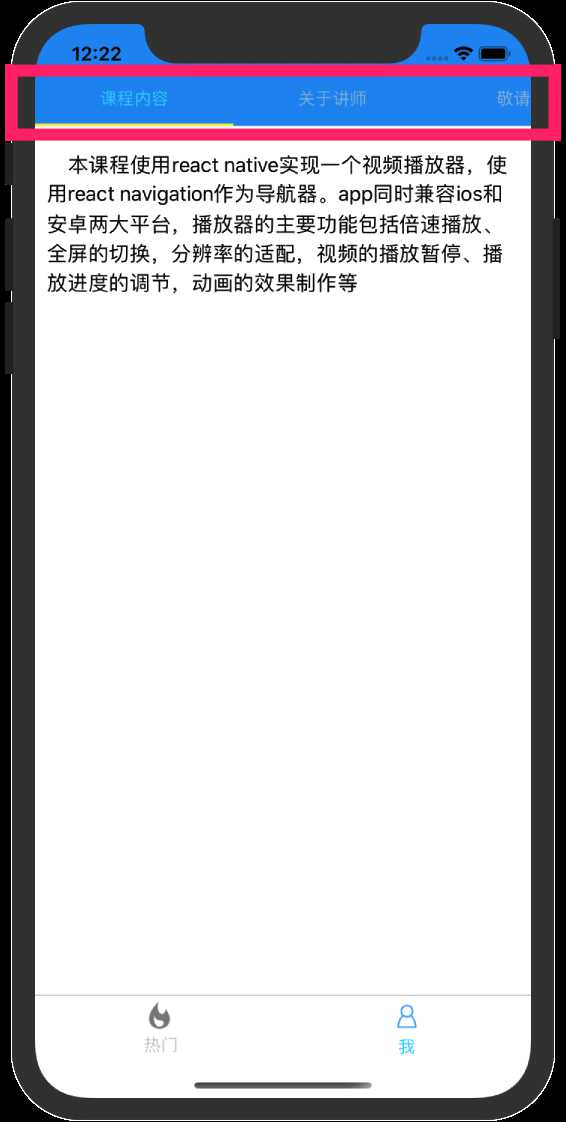 12:22
课程内容 关于讲师 敬请
本课程使用react native实现一个视频播放器，使
用react navigation作为导航器。app同时兼容ios和
安卓两大平台，播放器的主要功能包括倍速播放、
全屏的切换，分辨率的适配，视频的播放暂停、播
放进度的调节，动画的效果制作等
热门 我